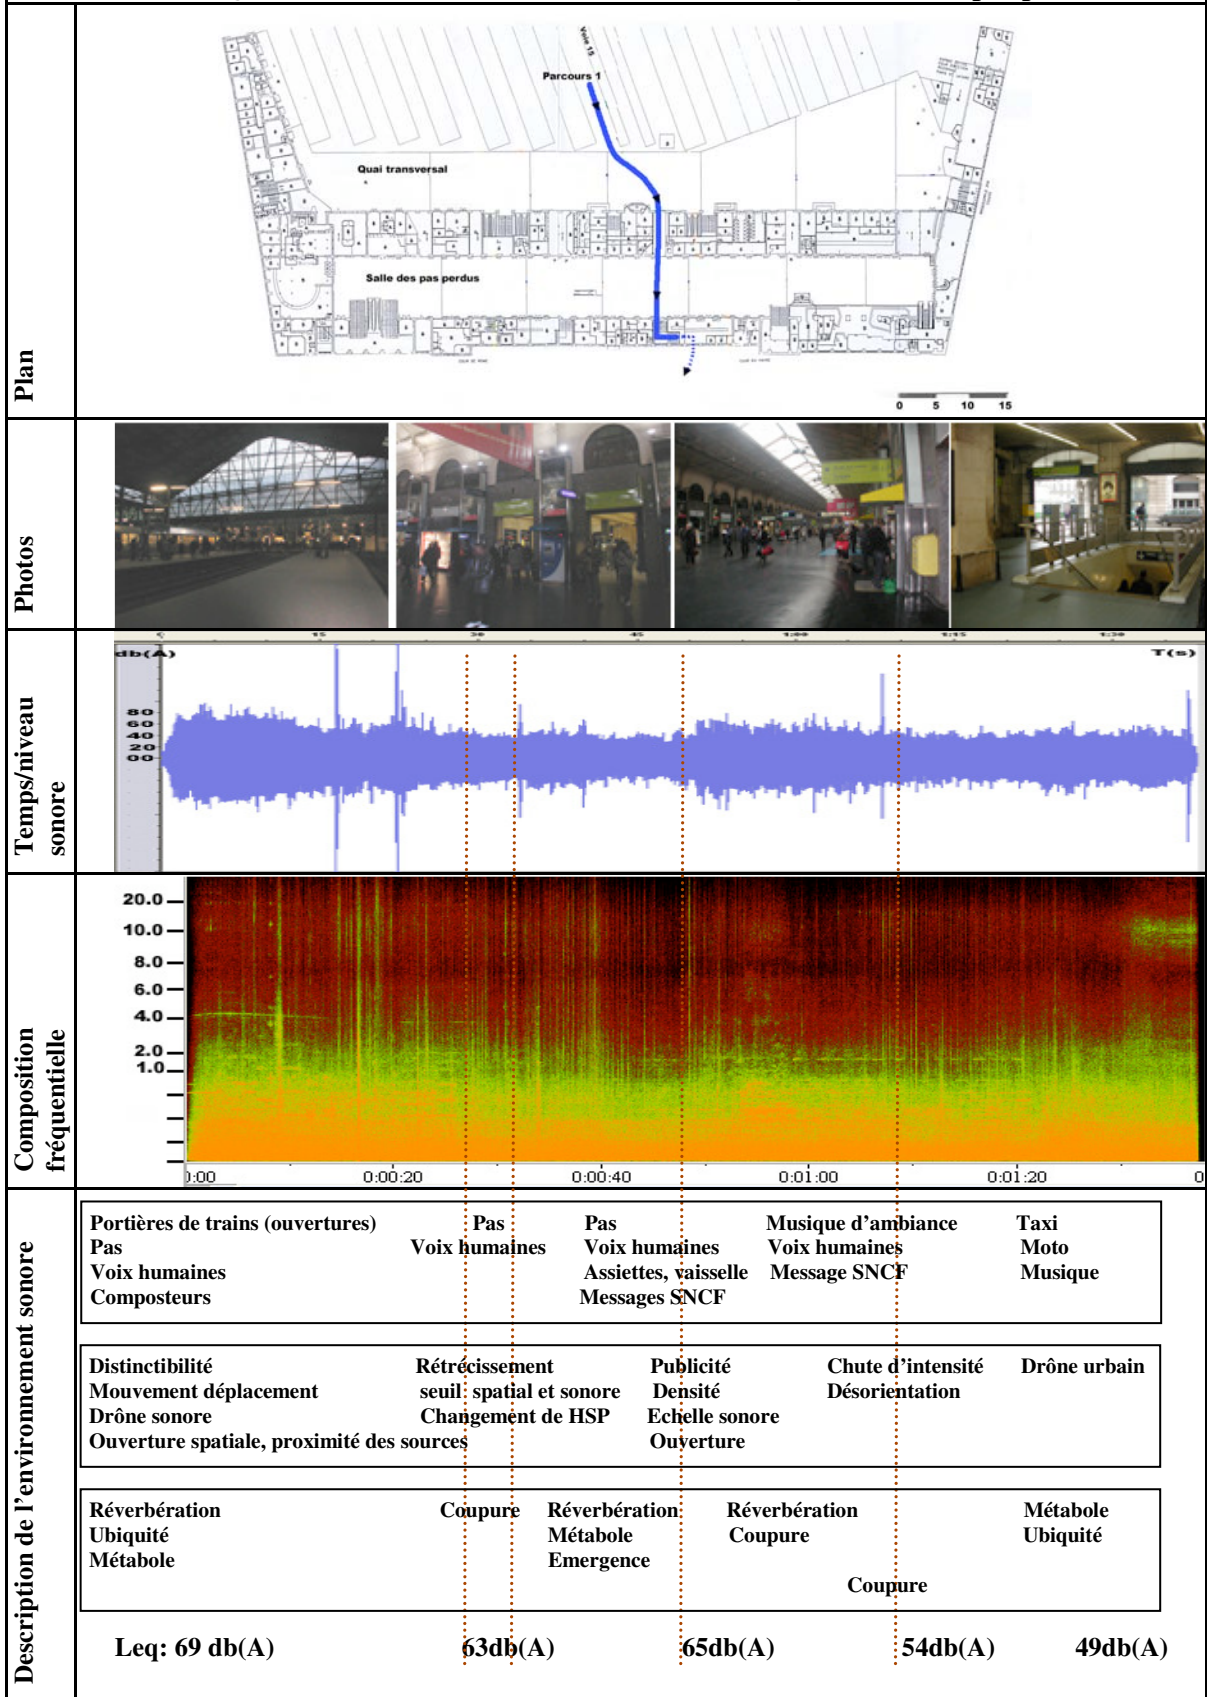 Plan
Voie 15
Parcours 1
Quai transversal
Salle des pas perdus
0 5 10 15
Photos
Temps/niveau
sonore
15 30 45 1:00 1:15 1:30
db(A) T(s)
80
60
40
20
00
Composition
fréquentielle
20.0
10.0
8.0
6.0
4.0
2.0
1.0
0:00 0:00:20 0:00:40 0:01:00 0:01:20 0
Description de l'environnement sonore
Portières de trains (ouvertures) Pas Pas Musique d'ambiance Taxi
Pas Voix humaines Voix humaines Voix humaines Moto
Voix humaines Assiettes, vaisselle Message SNCF Musique
Composteurs Messages SNCF
Distinctibilité Rétrécissement Publicité Chute d'intensité Drône urbain
Mouvement déplacement seuil spatial et sonore Densité Désorientation
Drône sonore Changement de HSP Echelle sonore
Ouverture spatiale, proximité des sources Ouverture
Réverbération Coupure Réverbération Réverbération Métabole
Ubiquité Métabole Coupure Ubiquité
Métabole Emergence
Coupure
Leq: 69 db(A) 63db(A) 65db(A) 54db(A) 49db(A)